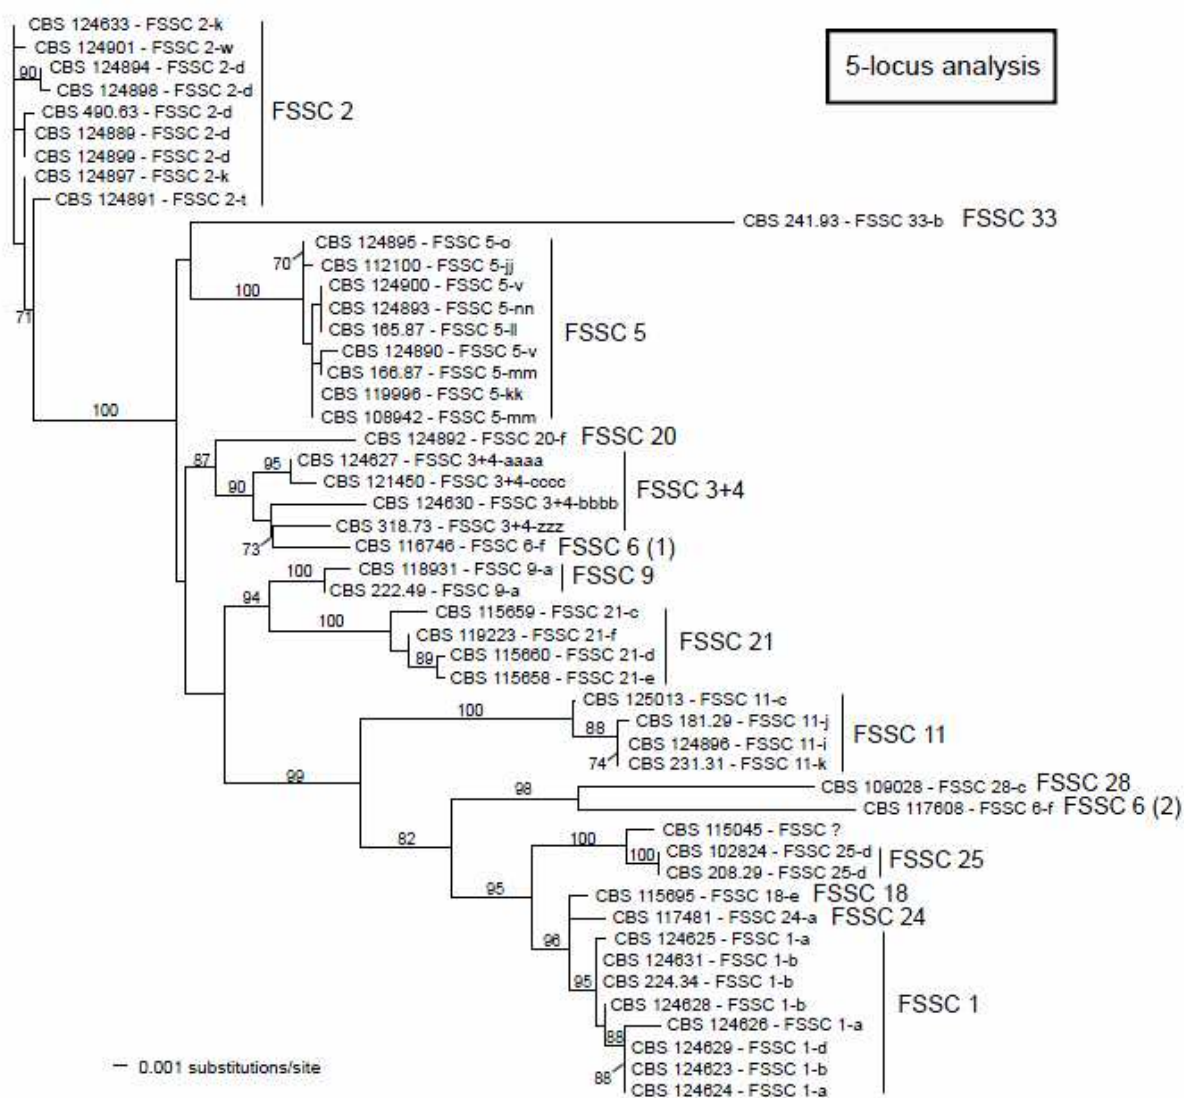 CBS 124633 - FSSC 2-k
CBS 124901 - FSSC 2-w
5-locus analysis
90
CBS 124894 - FSSC 2-d
CBS 124898 - FSSC 2-d
CBS 490.63 - FSSC 2-d
FSSC 2
CBS 124889 - FSSC 2-d
CBS 124899 - FSSC 2-d
CBS 124897 - FSSC 2-k
CBS 124891 - FSSC 2-t
CBS 241.93 - FSSC 33-b
FSSC 33
CBS 124895 - FSSC 5-o
70
CBS 112100 - FSSC 5-jj
100
CBS 124900 - FSSC 5-v
CBS 124893 - FSSC 5-nn
71
CBS 165.87 - FSSC 5-ll
FSSC 5
CBS 124890 - FSSC 5-v
CBS 166.87 - FSSC 5-mm
CBS 119996 - FSSC 5-kk
100
CBS 108942 - FSSC 5-mm
CBS 124892 - FSSC 20-f
FSSC 20
87
95
CBS 124627 - FSSC 3+4-aaaa
90
CBS 121450 - FSSC 3+4-cccc
FSSC 3+4
CBS 124630 - FSSC 3+4-bbbb
CBS 318.73 - FSSC 3+4-zzz
73
CBS 116746 - FSSC 6-f
FSSC 6 (1)
100
CBS 118931 - FSSC 9-a
FSSC 9
CBS 222.49 - FSSC 9-a
94
100
CBS 115659 - FSSC 21-c
CBS 119223 - FSSC 21-f
FSSC 21
89
CBS 115660 - FSSC 21-d
CBS 115658 - FSSC 21-e
100
CBS 125013 - FSSC 11-c
88
CBS 181.29 - FSSC 11-j
FSSC 11
CBS 124896 - FSSC 11-i
74
CBS 231.31 - FSSC 11-k
99
98
CBS 109028 - FSSC 28-c
FSSC 28
CBS 117608 - FSSC 6-f
FSSC 6 (2)
82
100
CBS 115045 - FSSC ?
100
CBS 102824 - FSSC 25-d
FSSC 25
CBS 208.29 - FSSC 25-d
95
CBS 115695 - FSSC 18-e
FSSC 18
CBS 117481 - FSSC 24-a
FSSC 24
96
CBS 124625 - FSSC 1-a
CBS 124631 - FSSC 1-b
95
CBS 224.34 - FSSC 1-b
CBS 124628 - FSSC 1-b
FSSC 1
CBS 124626 - FSSC 1-a
88
CBS 124629 - FSSC 1-d
CBS 124623 - FSSC 1-b
88
CBS 124624 - FSSC 1-a
0.001 substitutions/site